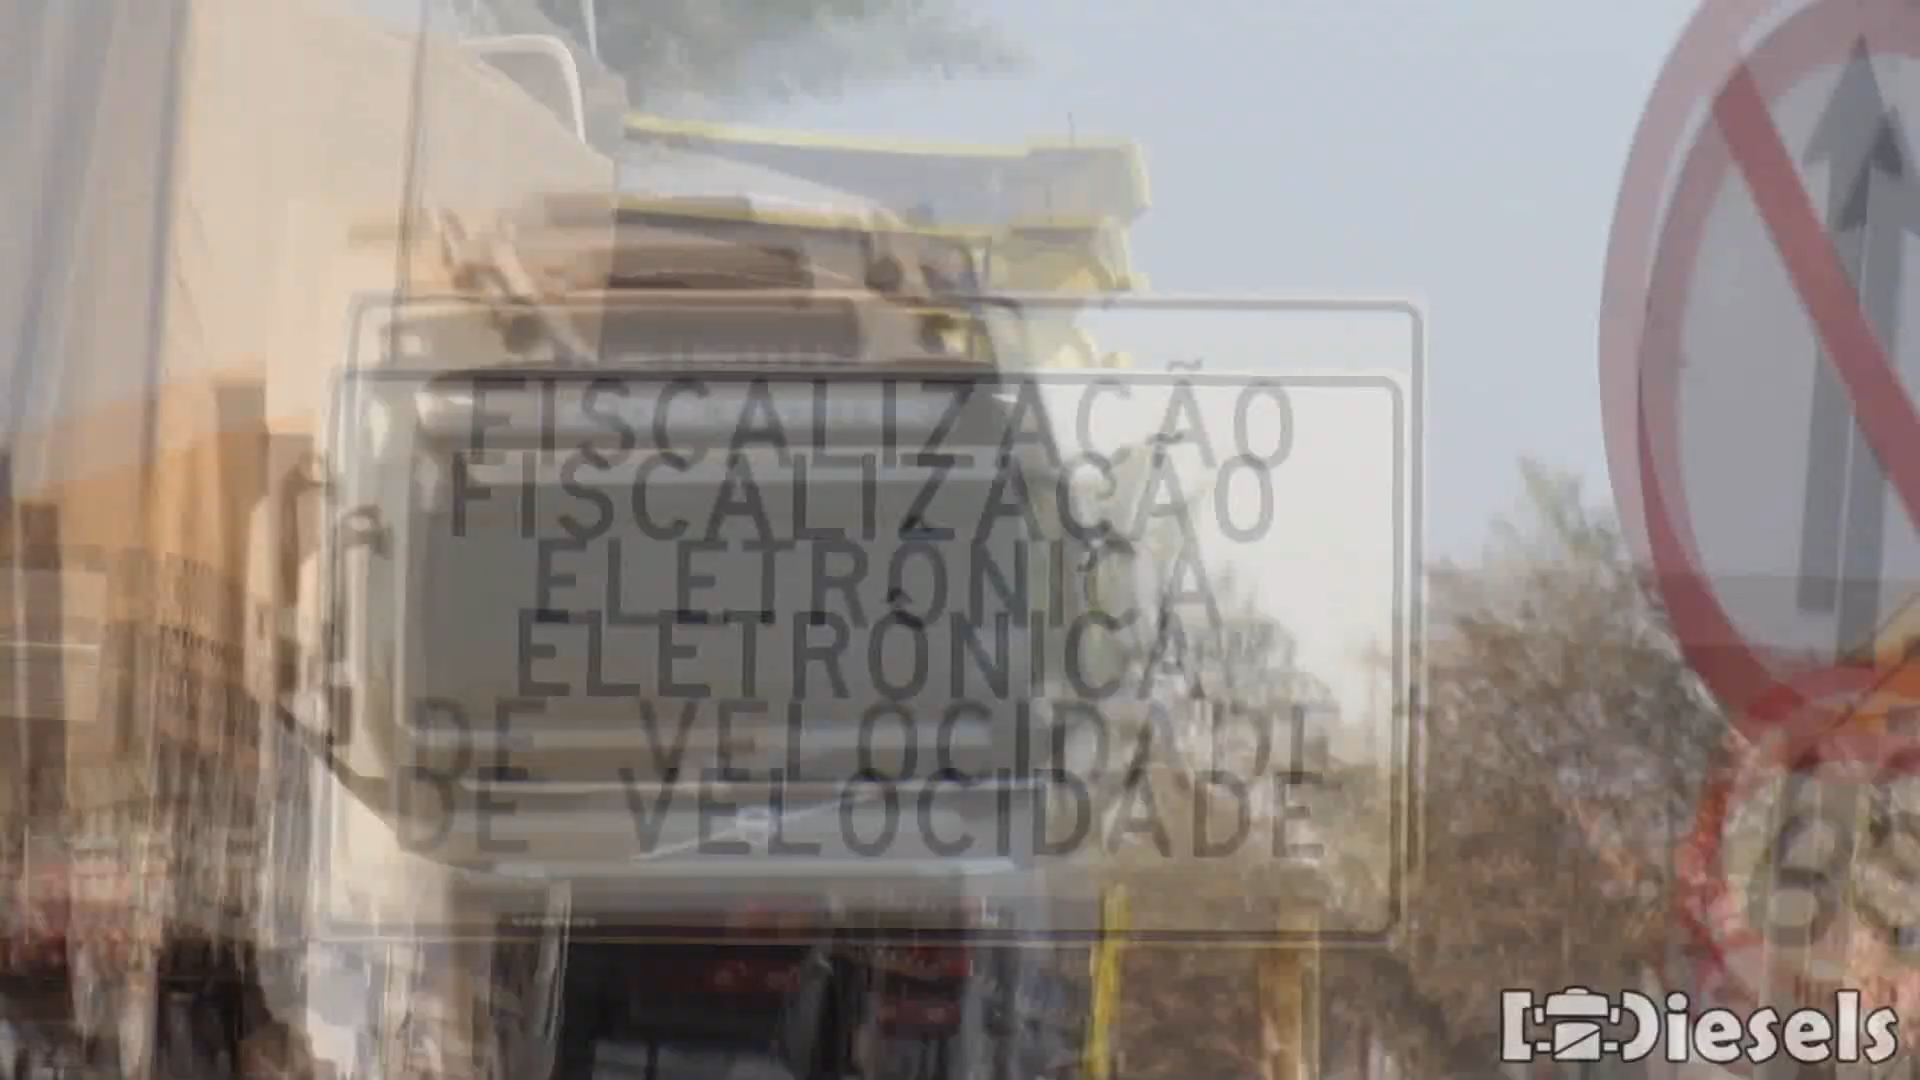 FISCALIZAÇÃO
FISCALIZAÇÃO
ELETRÔNICA
ELETRÔNICA
DE VELOCIDADE
DE VELOCIDADE
Diesels